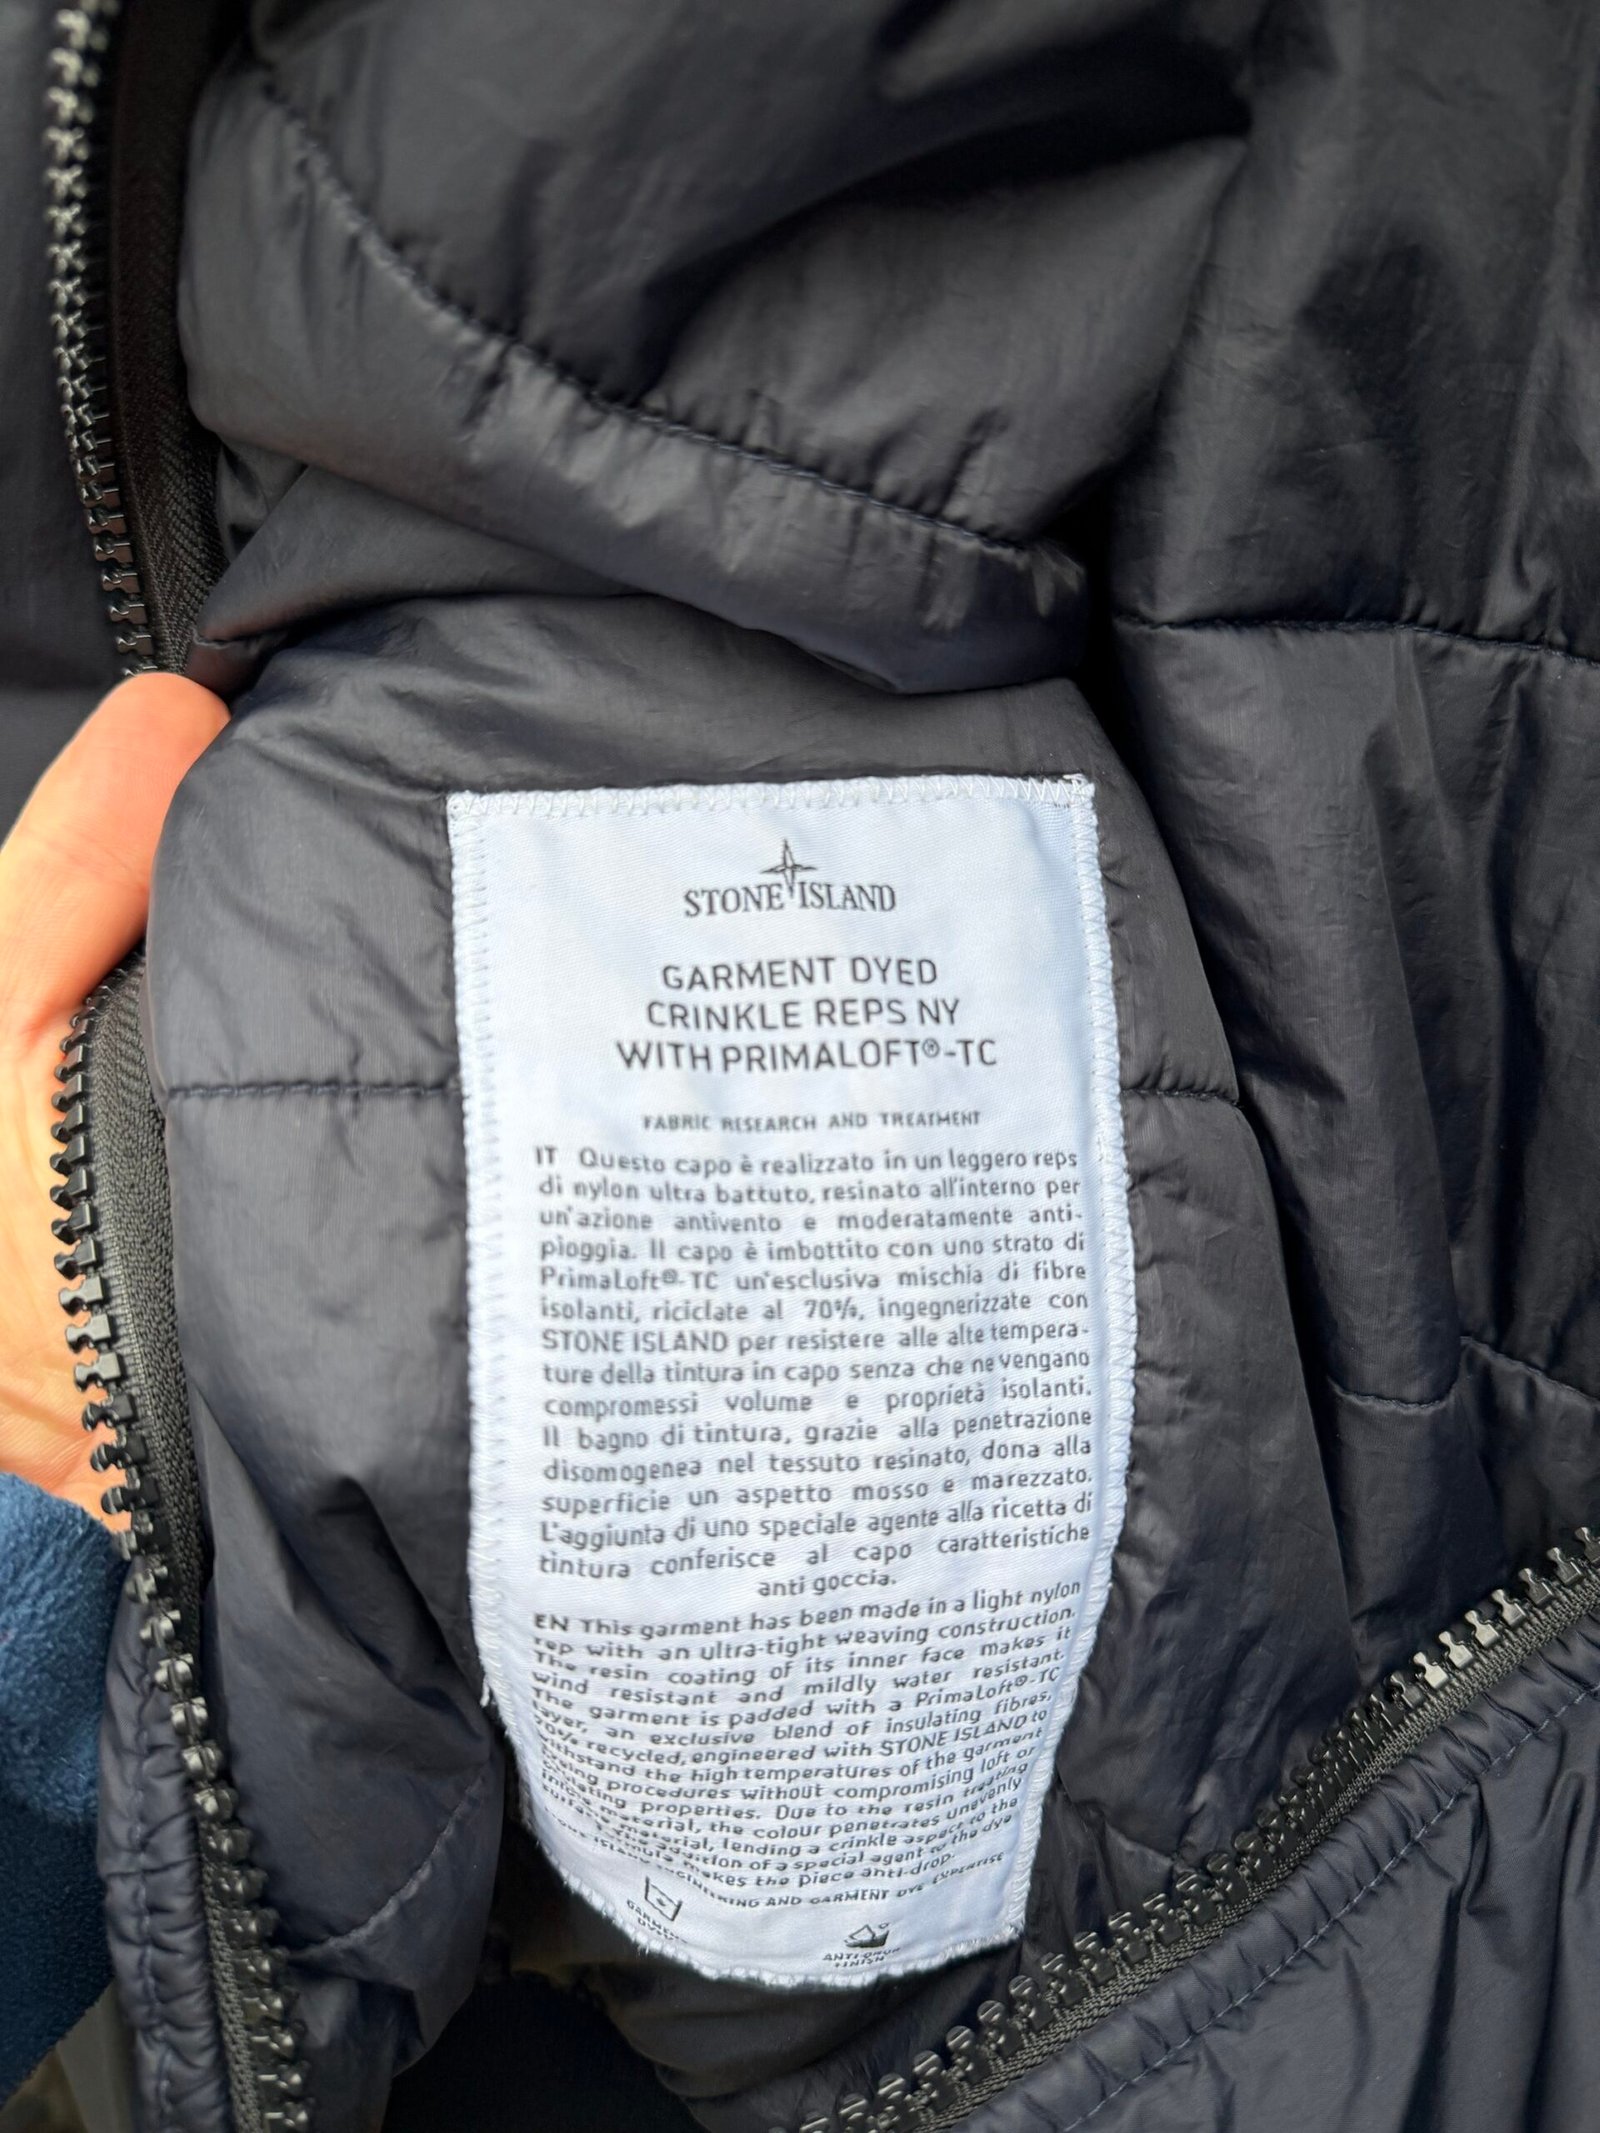 STONE ISLAND
GARMENT DYED
CRINKLE REPS NY
WITH PRIMALOFT®-TC
FABRIC RESEARCH AND TREATMENT
IT Questo capo è realizzato in un leggero reps
di nylon ultra battuto, resinato all'interno per
un'azione antivento e moderatamente anti-
pioggia. Il capo è imbottito con uno strato di
PrimaLoft®-TC un'esclusiva mischia di fibre
isolanti, riciclate al 70%, ingegnerizzate con
STONE ISLAND per resistere alle alte tempera-
ture della tintura in capo senza che ne vengano
compromessi volume e proprietà isolanti.
Il bagno di tintura, grazie alla penetrazione
disomogenea nel tessuto resinato, dona alla
superficie un aspetto mosso e marezzato.
L'aggiunta di uno speciale agente alla ricetta di
tintura conferisce al capo caratteristiche
anti goccia.
EN This garment has been made in a light nylon
rep with an ultra-tight weaving construction.
The resin coating of its inner face makes it
wind resistant and mildly water resistant.
The garment is padded with a PrimaLoft®-TC
layer, an exclusive blend of insulating fibres,
70% recycled, engineered with STONE ISLAND to
withstand the high temperatures of the garment
dyeing procedures without compromising loft or
insulating properties. Due to the resin treating
material, the colour penetrates unevenly
material, lending a crinkle aspect to the
addition of a special agent to the dye
makes the piece anti-drop.
AND GARMENT DYE EXPERTISE
ANTI-DROP
FINISH